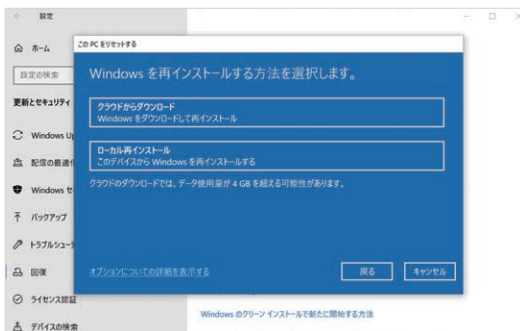 設定
ホーム
設定の検索
更新とセキュリティ
Windows Up
配信の最適化
Windows セ
バックアップ
トラブルシューテ
回復
ライセンス認証
デバイスの検索
この PC をリセットする
Windows を再インストールする方法を選択します。
クラウドからダウンロード
Windows をダウンロードして再インストール
ローカル再インストール
このデバイスから Windows を再インストールする
クラウドのダウンロードでは、データ使用量が 4 GB を超える可能性があります。
オプションについての詳細を表示する
戻る
キャンセル
Windows のクリーン インストールで新たに開始する方法